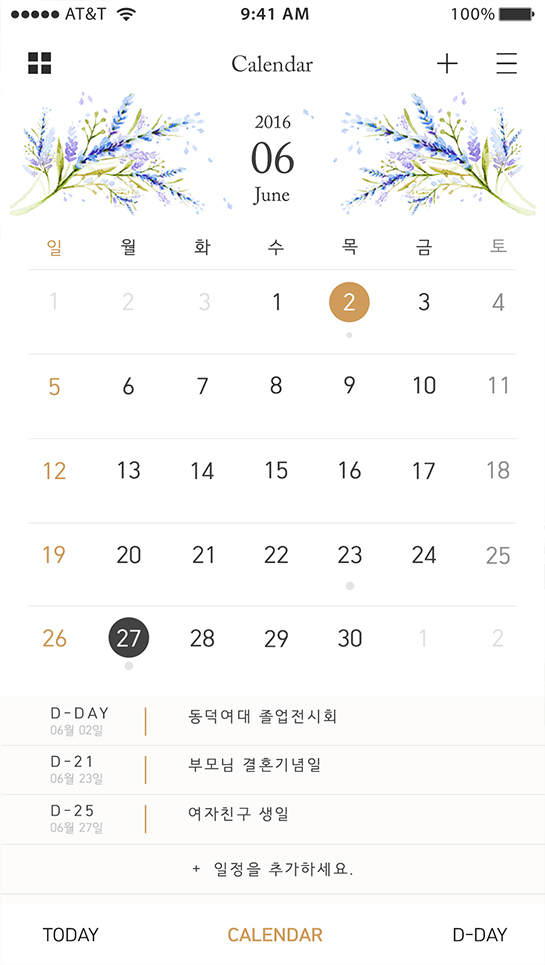 AT&T 9:41 AM 100%
Calendar
2016
06
June
일 월 화 수 목 금 토
1 2 3 1 2 3 4
5 6 7 8 9 10 11
12 13 14 15 16 17 18
19 20 21 22 23 24 25
26 27 28 29 30 1 2
D-DAY 동덕여대 졸업전시회
06월 02일
D-21 부모님 결혼기념일
06월 23일
D-25 여자친구 생일
06월 27일
+ 일정을 추가하세요.
TODAY CALENDAR D-DAY